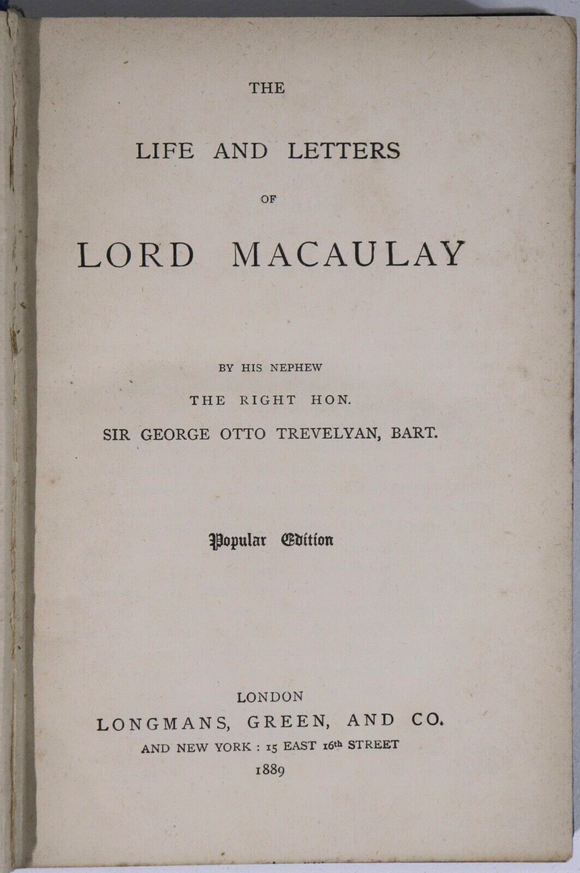 THE
LIFE AND LETTERS
OF
LORD MACAULAY
BY HIS NEPHEW
THE RIGHT HON.
SIR GEORGE OTTO TREVELYAN, BART.
Popular Edition
LONDON
LONGMANS, GREEN, AND CO.
AND NEW YORK : 15 EAST 16th STREET
1889